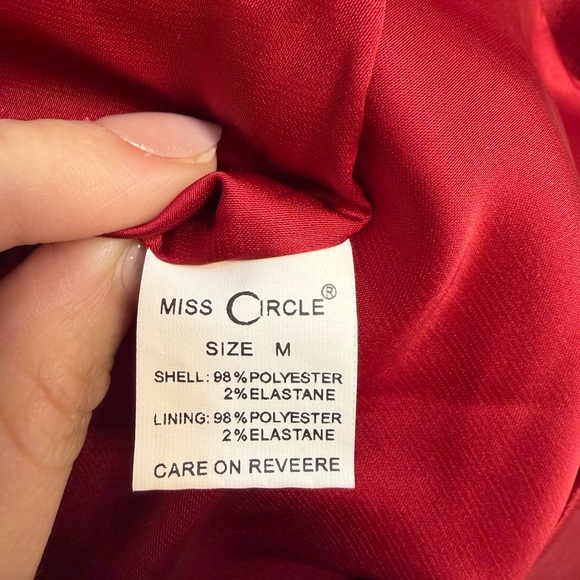 MISS CIRCLE®
SIZE M
SHELL: 98%POLYESTER
2%ELASTANE
LINING: 98%POLYESTER
2%ELASTANE
CARE ON REVEERE